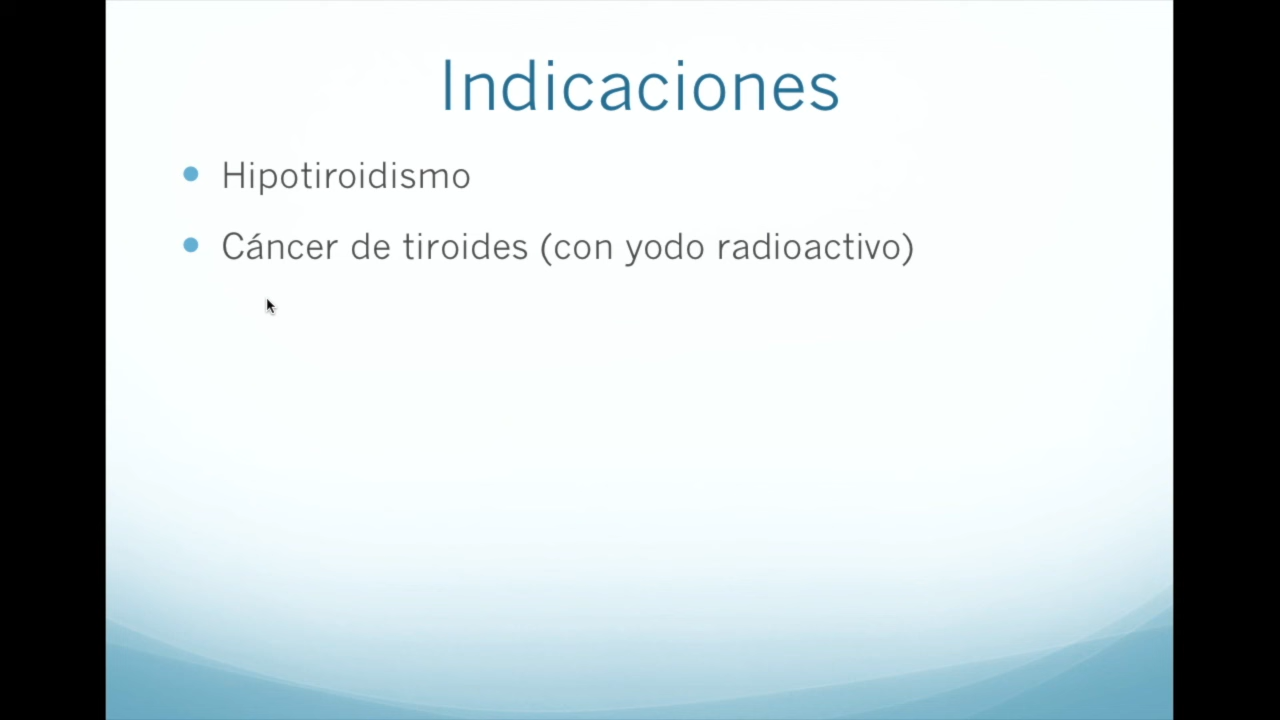 Indicaciones
Hipotiroidismo
Cáncer de tiroides (con yodo radioactivo)